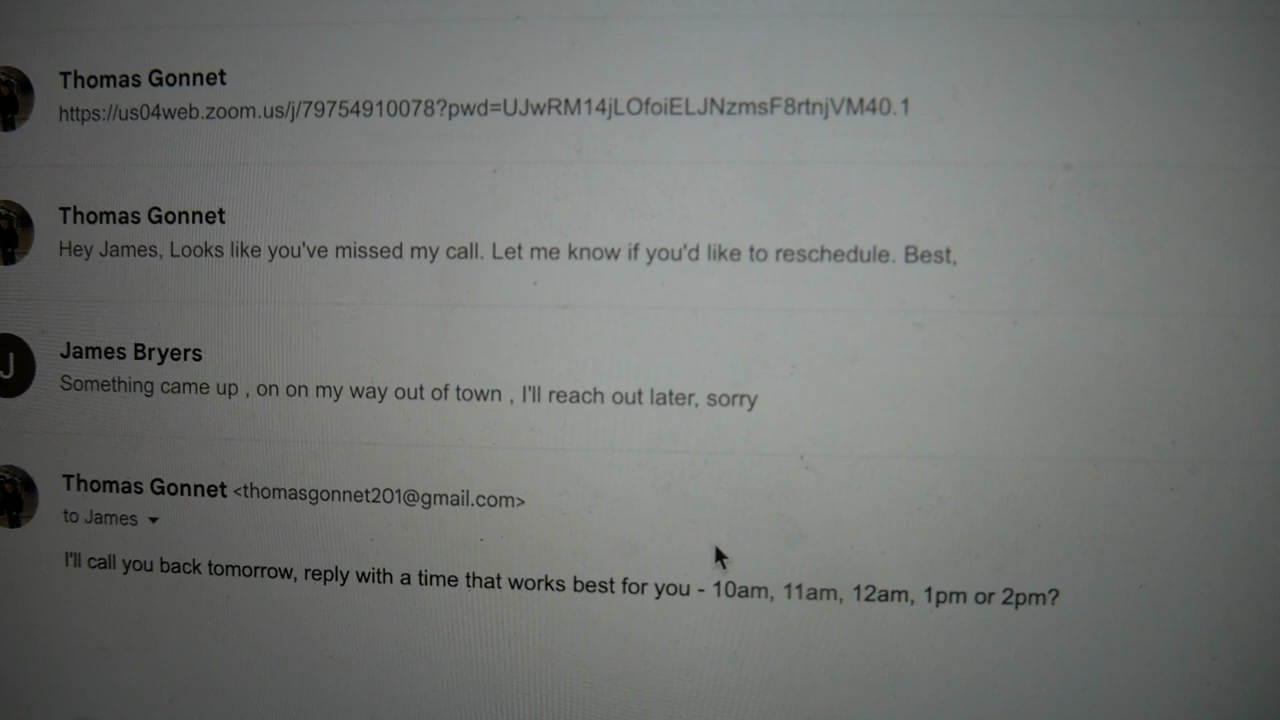 Thomas Gonnet
https://us04web.zoom.us/j/79754910078?pwd=UJwRM14jLOfoiELJNzmsF8rtnjVM40.1
Thomas Gonnet
Hey James, Looks like you've missed my call. Let me know if you'd like to reschedule. Best,
J
James Bryers
Something came up , on on my way out of town , I'll reach out later, sorry
Thomas Gonnet <thomasgonnet201@gmail.com>
to James
I'll call you back tomorrow, reply with a time that works best for you - 10am, 11am, 12am, 1pm or 2pm?